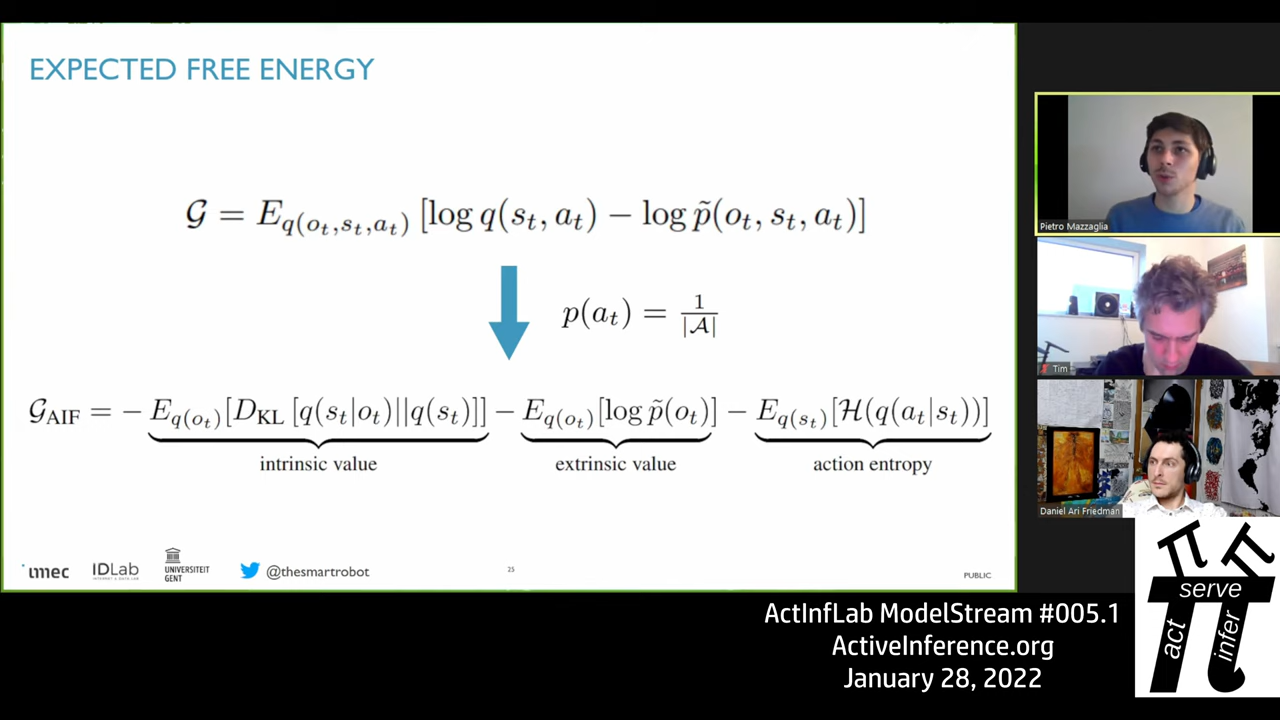 EXPECTED FREE ENERGY
𝒢 = E_{q(o_t,s_t,a_t)} [log q(s_t, a_t) − log p̃(o_t, s_t, a_t)]
p(a_t) = 1/|𝒜|
𝒢_AIF = − E_{q(o_t)}[D_KL [q(s_t|o_t)||q(s_t)]] − E_{q(o_t)}[log p̃(o_t)] − E_{q(s_t)}[ℋ(q(a_t|s_t))]
intrinsic value extrinsic value action entropy
imec IDLab INTERNET & DATA LAB UNIVERSITEIT GENT @thesmartrobot 25 PUBLIC
Pietro Mazzaglia
Tim
Daniel Ari Friedman
ActInfLab ModelStream #005.1
ActiveInference.org
January 28, 2022
act serve infer